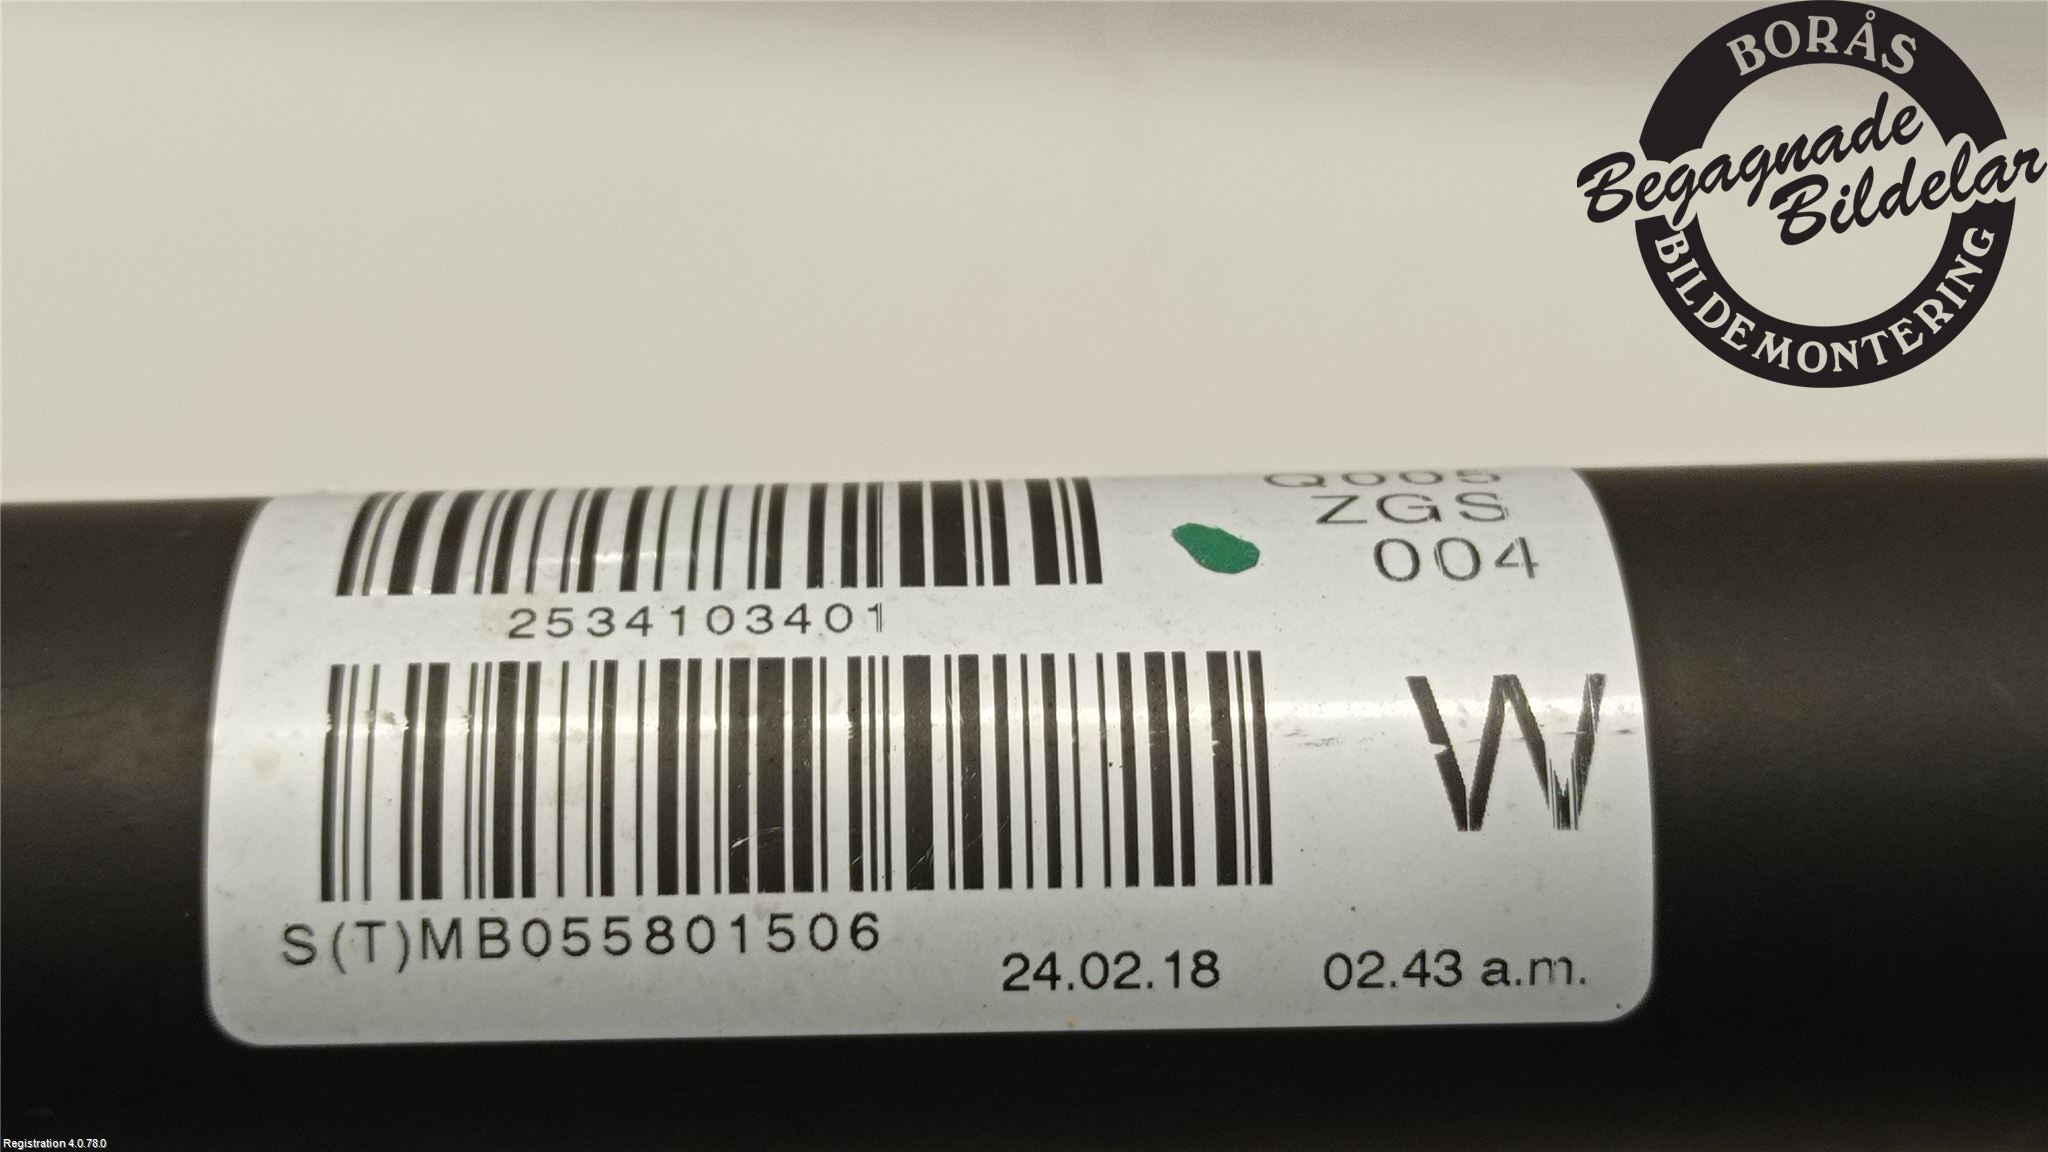 BORÅS
Begagnade
Bildelar
BILDEMONTERING
Q005
ZGS
004
2534103401
W
S(T)MB055801506
24.02.18 02.43 a.m.
Registration 4.0.78.0